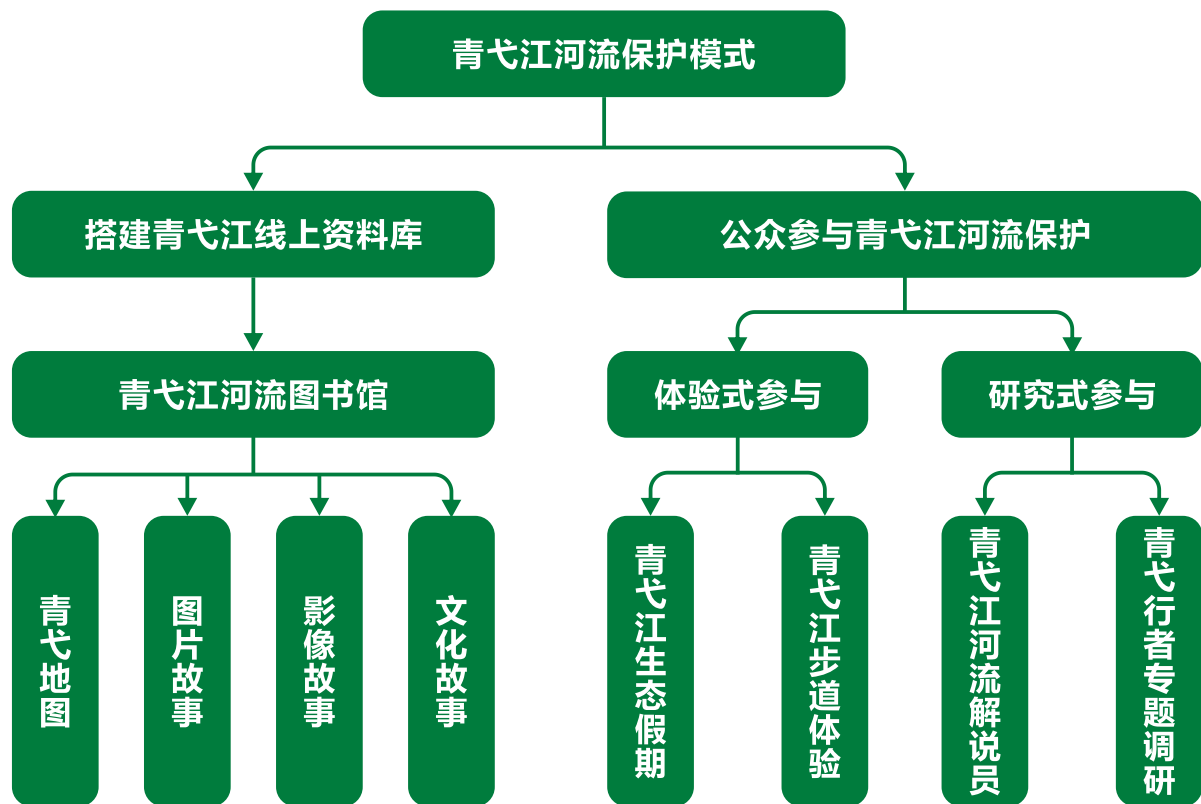 青弋江河流保护模式
搭建青弋江线上资料库
公众参与青弋江河流保护
青弋江河流图书馆
体验式参与
研究式参与
青弋地图
图片故事
影像故事
文化故事
青弋江生态假期
青弋江步道体验
青弋江河流解说员
青弋行者专题调研